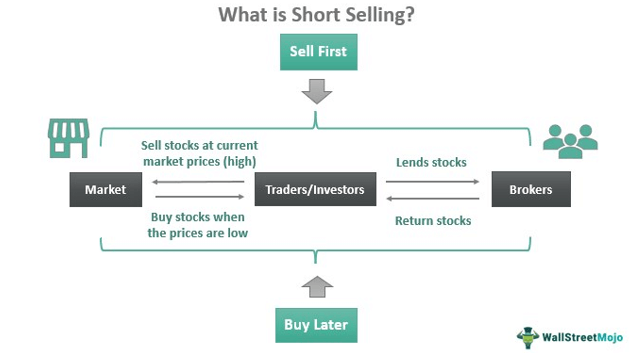 What is Short Selling?
Sell First
Sell stocks at current
market prices (high)
Lends stocks
Market
Traders/Investors
Brokers
Buy stocks when
the prices are low
Return stocks
Buy Later
WallStreetMojo